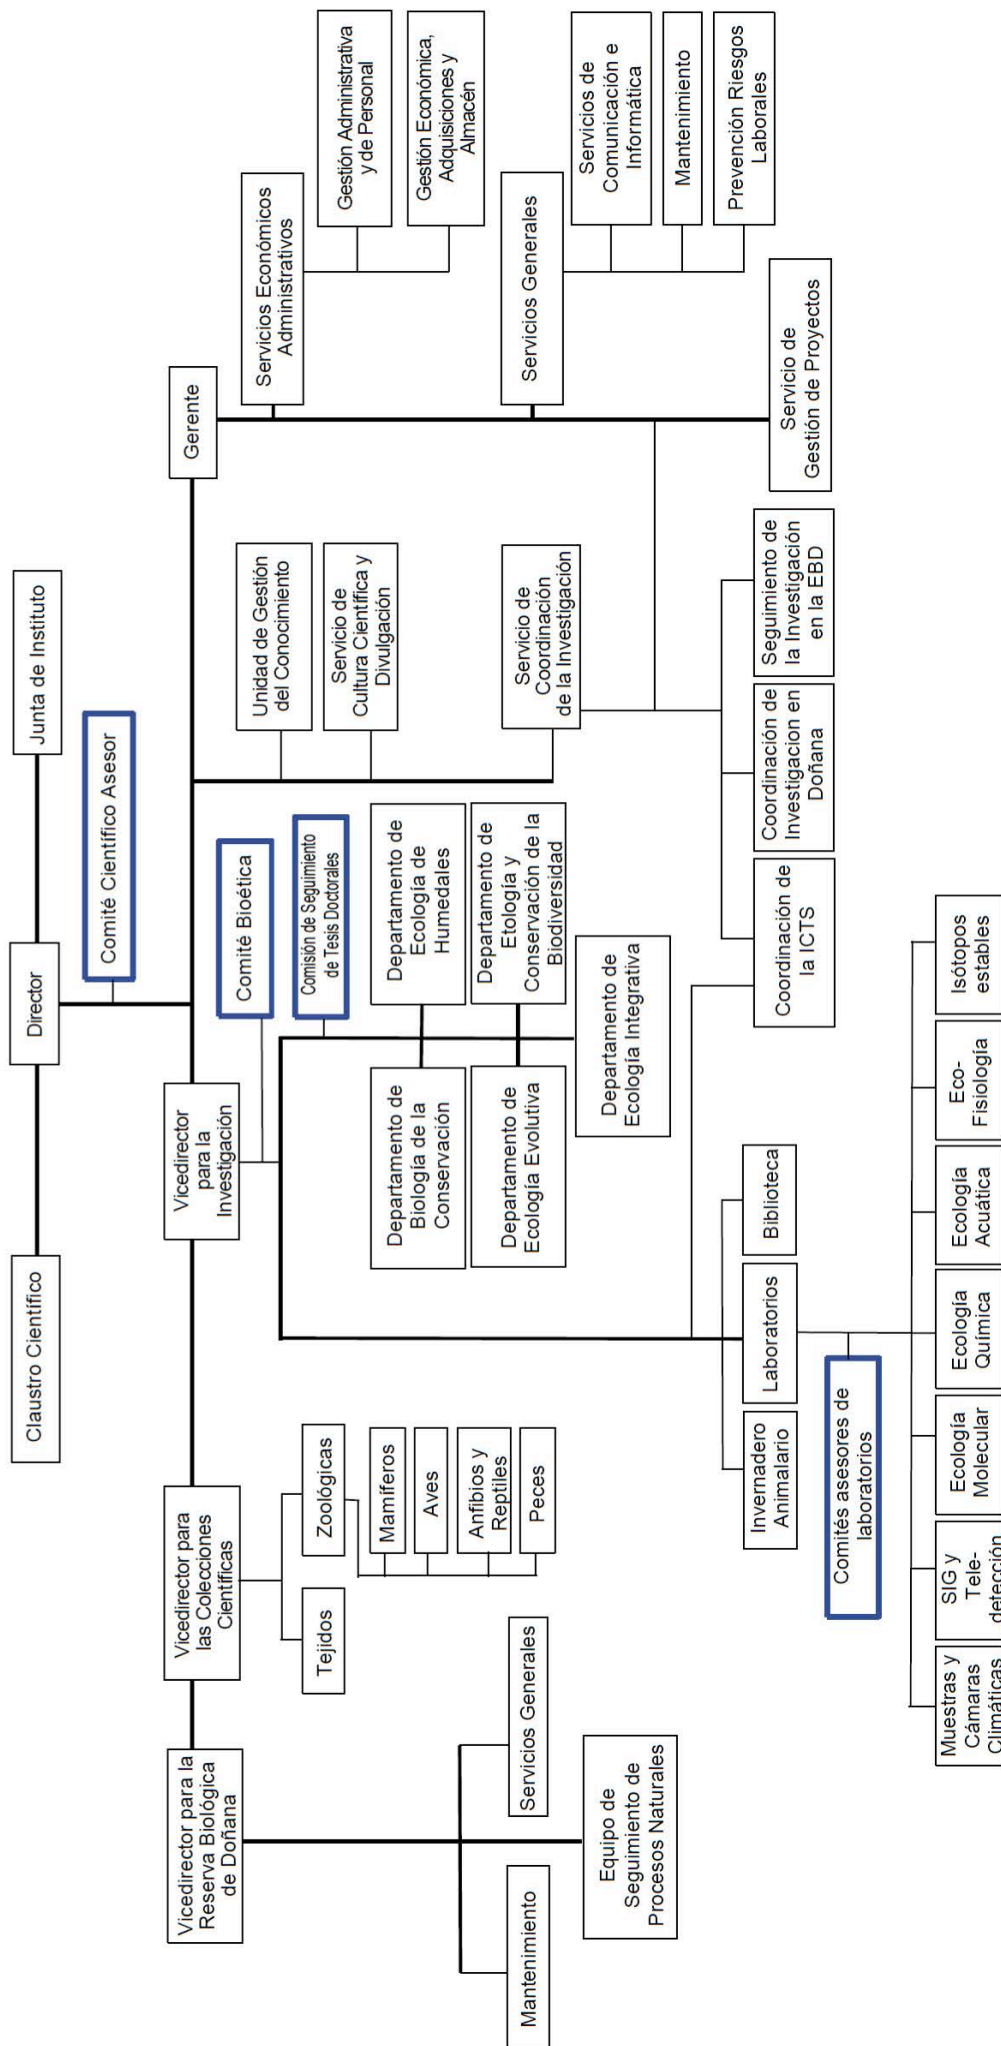 Claustro Científico
Director
Junta de Instituto
Comité Científico Asesor
Vicedirector para la
Reserva Biológica
de Doñana
Vicedirector para
las Colecciones
Científicas
Vicedirector
para la
Investigación
Gerente
Mantenimiento
Servicios Generales
Equipo de
Seguimiento de
Procesos Naturales
Tejidos
Zoológicas
Mamíferos
Aves
Anfibios y
Reptiles
Peces
Comité Bioética
Comisión de Seguimiento
de Tesis Doctorales
Departamento de
Biología de la
Conservación
Departamento de
Ecología de
Humedales
Departamento de
Ecología Evolutiva
Departamento de
Etología y
Conservación de la
Biodiversidad
Departamento de
Ecología Integrativa
Invernadero
Animalario
Laboratorios
Biblioteca
Comités asesores de
laboratorios
Muestras y
Cámaras
Climáticas
SIG y
Tele-
detección
Ecología
Molecular
Ecología
Química
Ecología
Acuática
Eco-
Fisiología
Isótopos
estables
Unidad de Gestión
del Conocimiento
Servicio de
Cultura Científica y
Divulgación
Servicio de
Coordinación
de la Investigación
Coordinación de
la ICTS
Coordinación de
Investigacion en
Doñana
Seguimiento de
la Investigación
en la EBD
Servicios Económicos
Administrativos
Gestión Administrativa
y de Personal
Gestión Económica,
Adquisiciones y
Almacén
Servicios Generales
Servicios de
Comunicación e
Informática
Mantenimiento
Prevención Riesgos
Laborales
Servicio de
Gestión de Proyectos